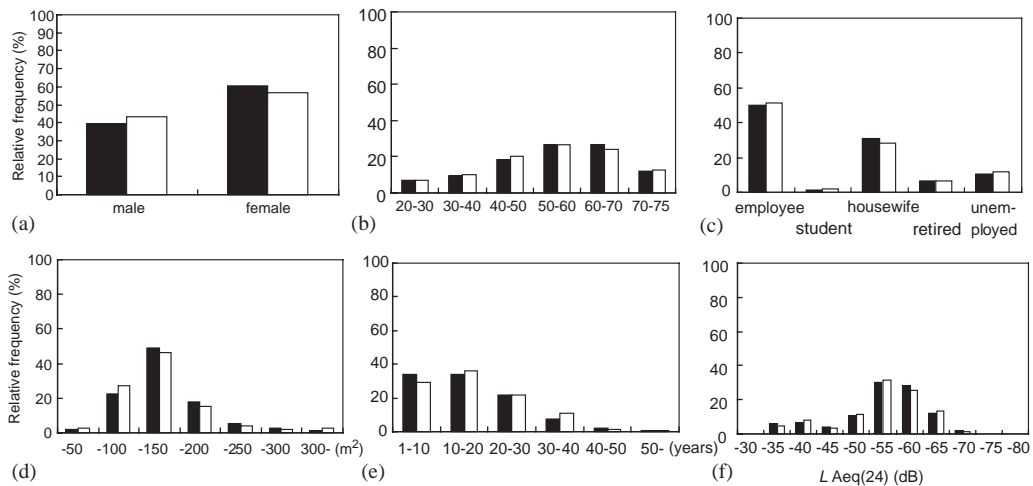 Relative frequency (%)
100
90
80
70
60
50
40
30
20
10
0
male female
(a)
100
80
60
40
20
0
20-30 30-40 40-50 50-60 60-70 70-75
(b)
100
80
60
40
20
0
employee housewife unem-
student retired ployed
(c)
Relative frequency (%)
100
80
60
40
20
0
-50 -100 -150 -200 -250 -300 300- (m²)
(d)
100
80
60
40
20
0
1-10 10-20 20-30 30-40 40-50 50- (years)
(e)
100
80
60
40
20
0
-30 -35 -40 -45 -50 -55 -60 -65 -70 -75 -80
L Aeq(24) (dB)
(f)